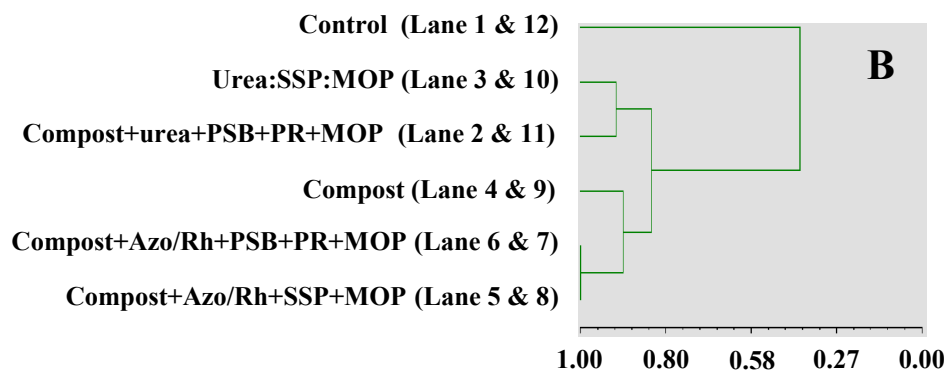 Control (Lane 1 & 12)
B
Urea:SSP:MOP (Lane 3 & 10)
Compost+urea+PSB+PR+MOP (Lane 2 & 11)
Compost (Lane 4 & 9)
Compost+Azo/Rh+PSB+PR+MOP (Lane 6 & 7)
Compost+Azo/Rh+SSP+MOP (Lane 5 & 8)
1.00 0.80 0.58 0.27 0.00